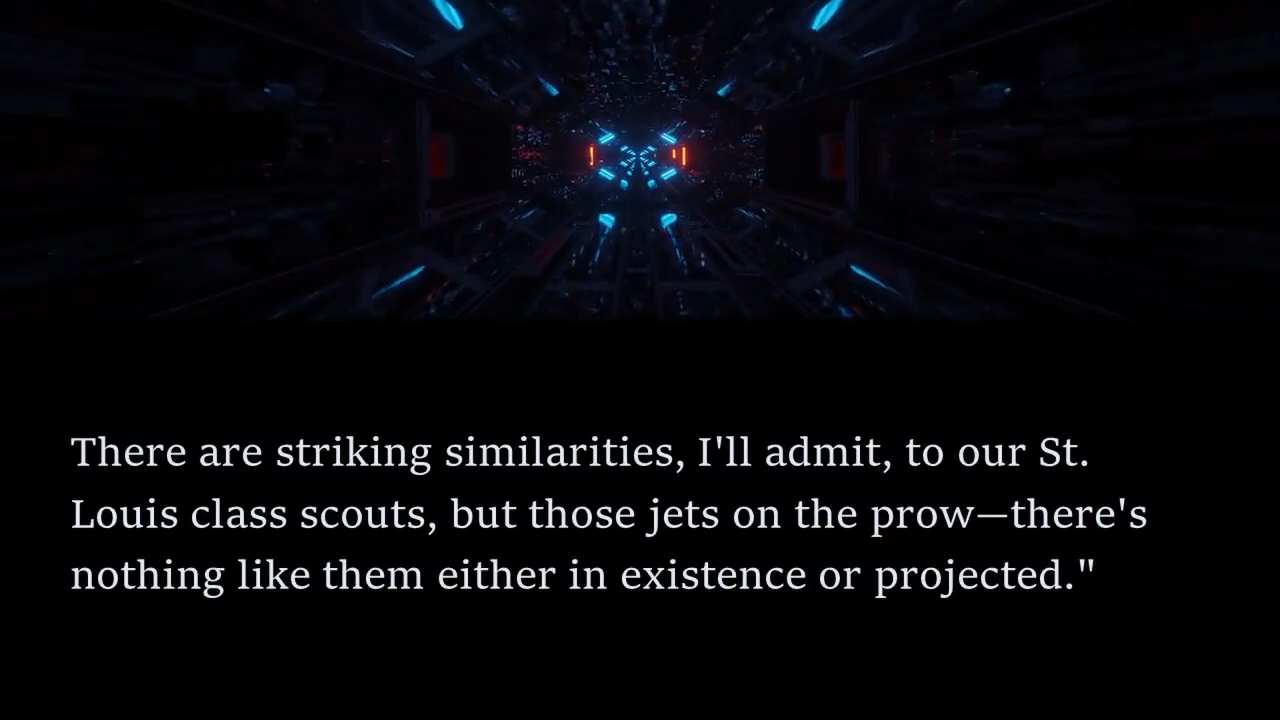 There are striking similarities, I'll admit, to our St.
Louis class scouts, but those jets on the prow—there's
nothing like them either in existence or projected."